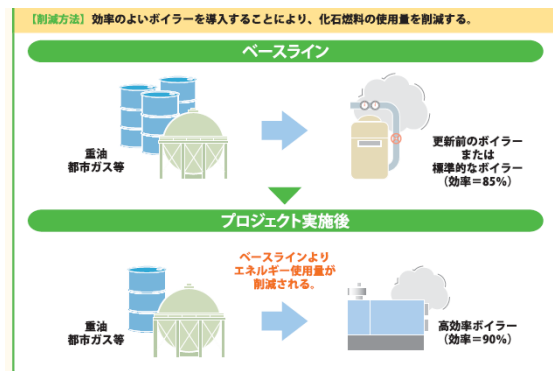 【削減方法】効率のよいボイラーを導入することにより、化石燃料の使用量を削減する。
ベースライン
重油
都市ガス等
更新前のボイラー
または
標準的なボイラー
（効率＝85%）
プロジェクト実施後
ベースラインより
エネルギー使用量が
削減される。
重油
都市ガス等
高効率ボイラー
（効率＝90%）